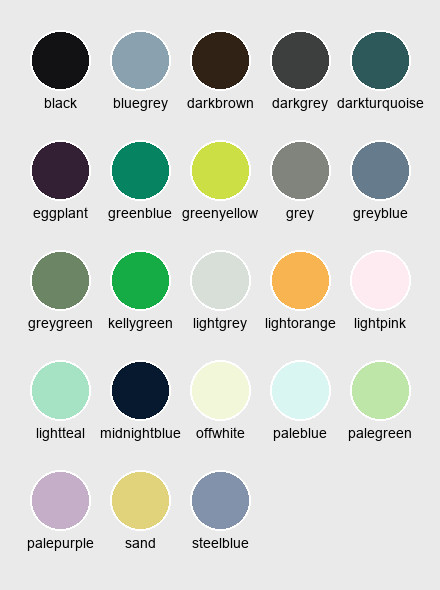 black bluegrey darkbrown darkgrey darkturquoise
eggplant greenblue greenyellow grey greyblue
greygreen kellygreen lightgrey lightorange lightpink
lightteal midnightblue offwhite paleblue palegreen
palepurple sand steelblue